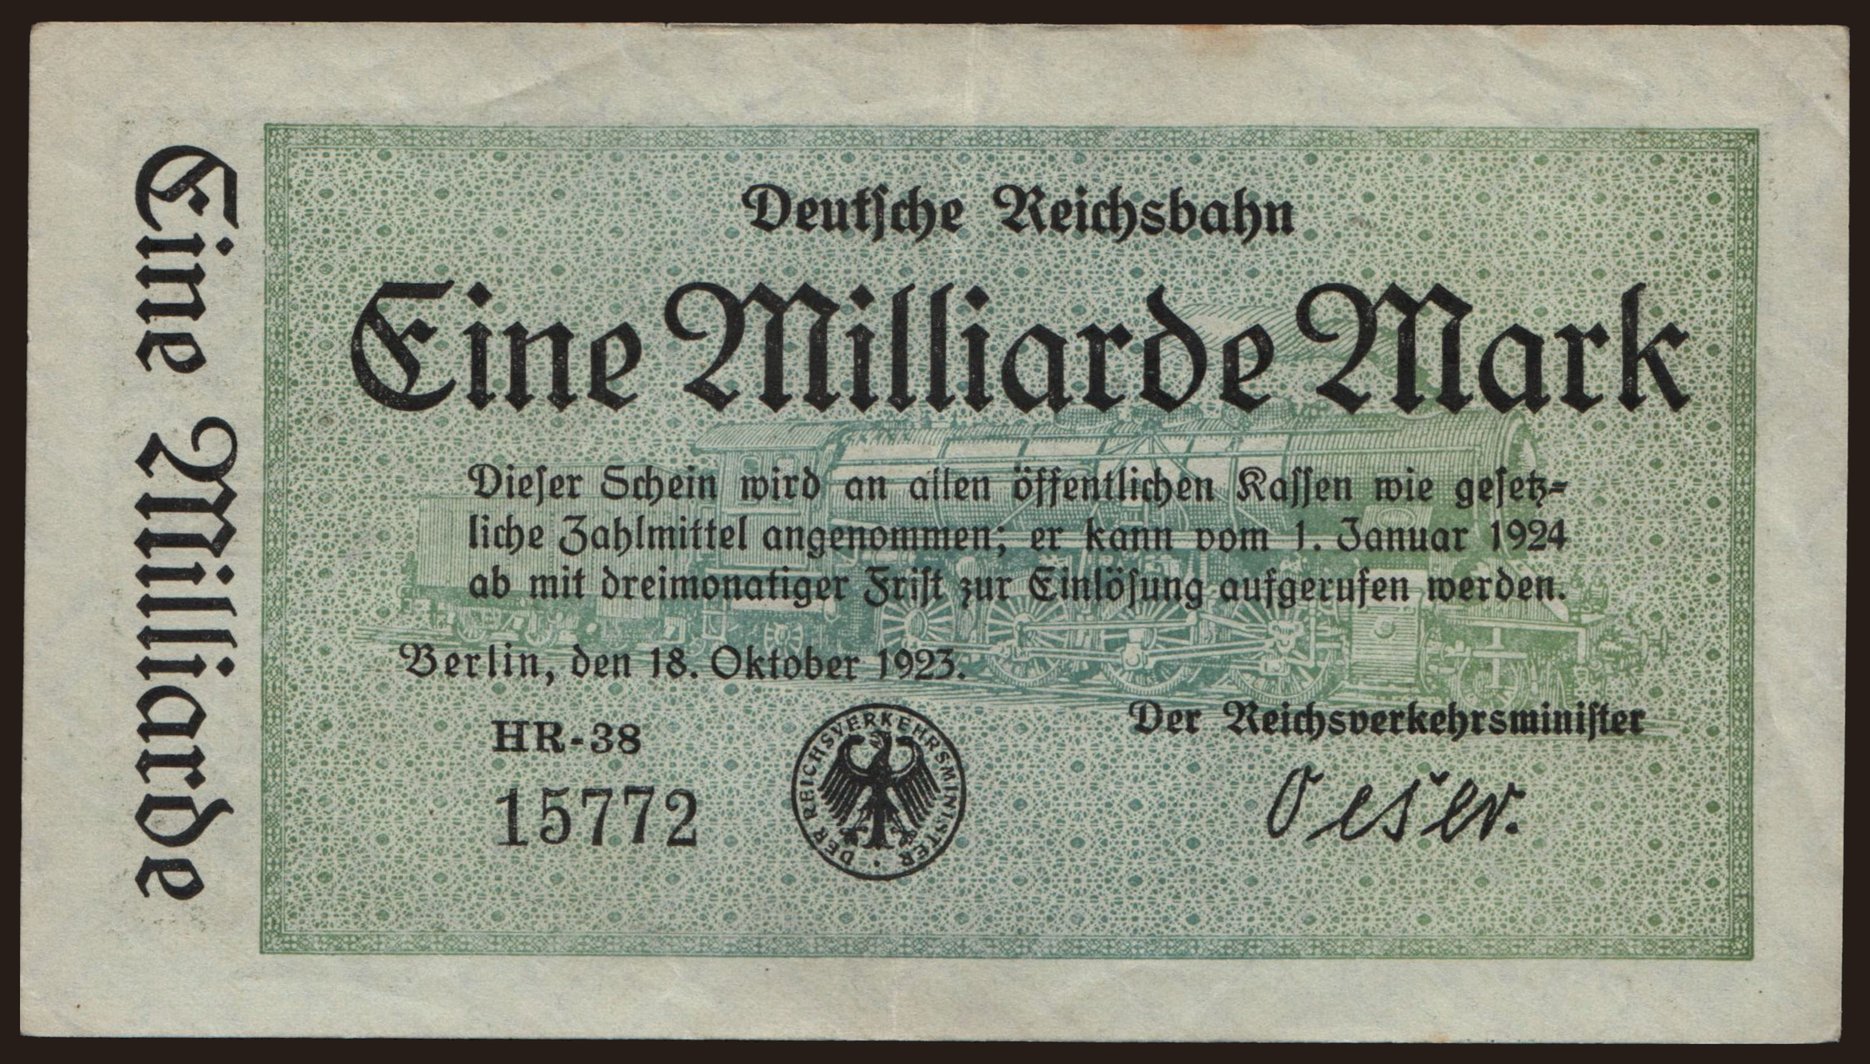 Eine Milliarde
Deutsche Reichsbahn
Eine Milliarde Mark
Dieser Schein wird an allen öffentlichen Kassen wie gesetz-
liche Zahlmittel angenommen; er kann vom 1. Januar 1924
ab mit dreimonatiger Frist zur Einlösung aufgerufen werden.
Berlin, den 18. Oktober 1923.
HR-38
15772
DER REICHSVERKEHRSMINISTER
Der Reichsverkehrsminister
Oeser.